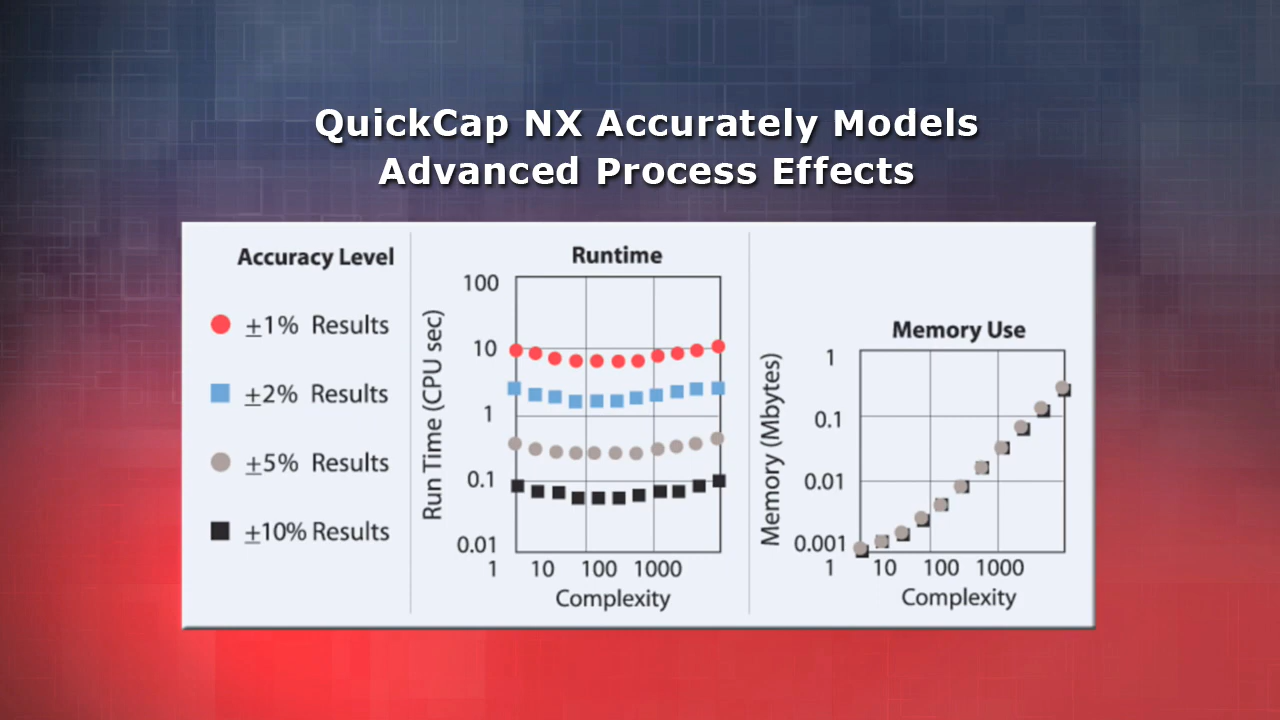 QuickCap NX Accurately Models
Advanced Process Effects
Accuracy Level
±1% Results
±2% Results
±5% Results
±10% Results
Runtime
Run Time (CPU sec)
100
10
1
0.1
0.01
1 10 100 1000
Complexity
Memory Use
Memory (Mbytes)
1
0.1
0.01
0.001
1 10 100 1000
Complexity